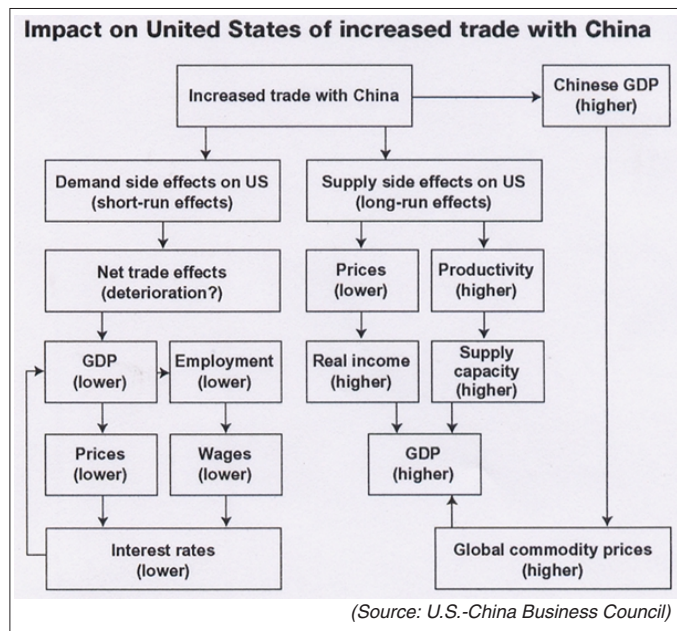 Impact on United States of increased trade with China
Increased trade with China
Chinese GDP
(higher)
Demand side effects on US
(short-run effects)
Supply side effects on US
(long-run effects)
Net trade effects
(deterioration?)
Prices
(lower)
Productivity
(higher)
GDP
(lower)
Employment
(lower)
Real income
(higher)
Supply
capacity
(higher)
Prices
(lower)
Wages
(lower)
GDP
(higher)
Interest rates
(lower)
Global commodity prices
(higher)
(Source: U.S.-China Business Council)